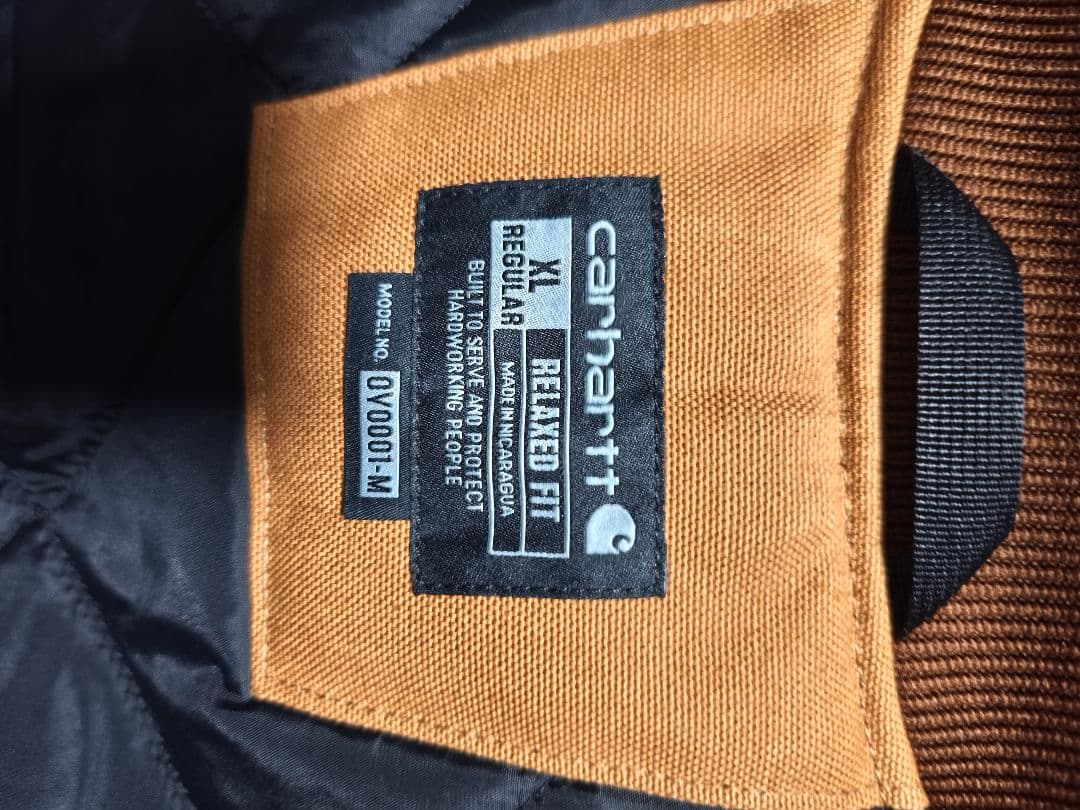 carhartt
XL RELAXED FIT
REGULAR MADE IN NICARAGUA
BUILT TO SERVE AND PROTECT
HARDWORKING PEOPLE
MODEL NO. OV0001-M